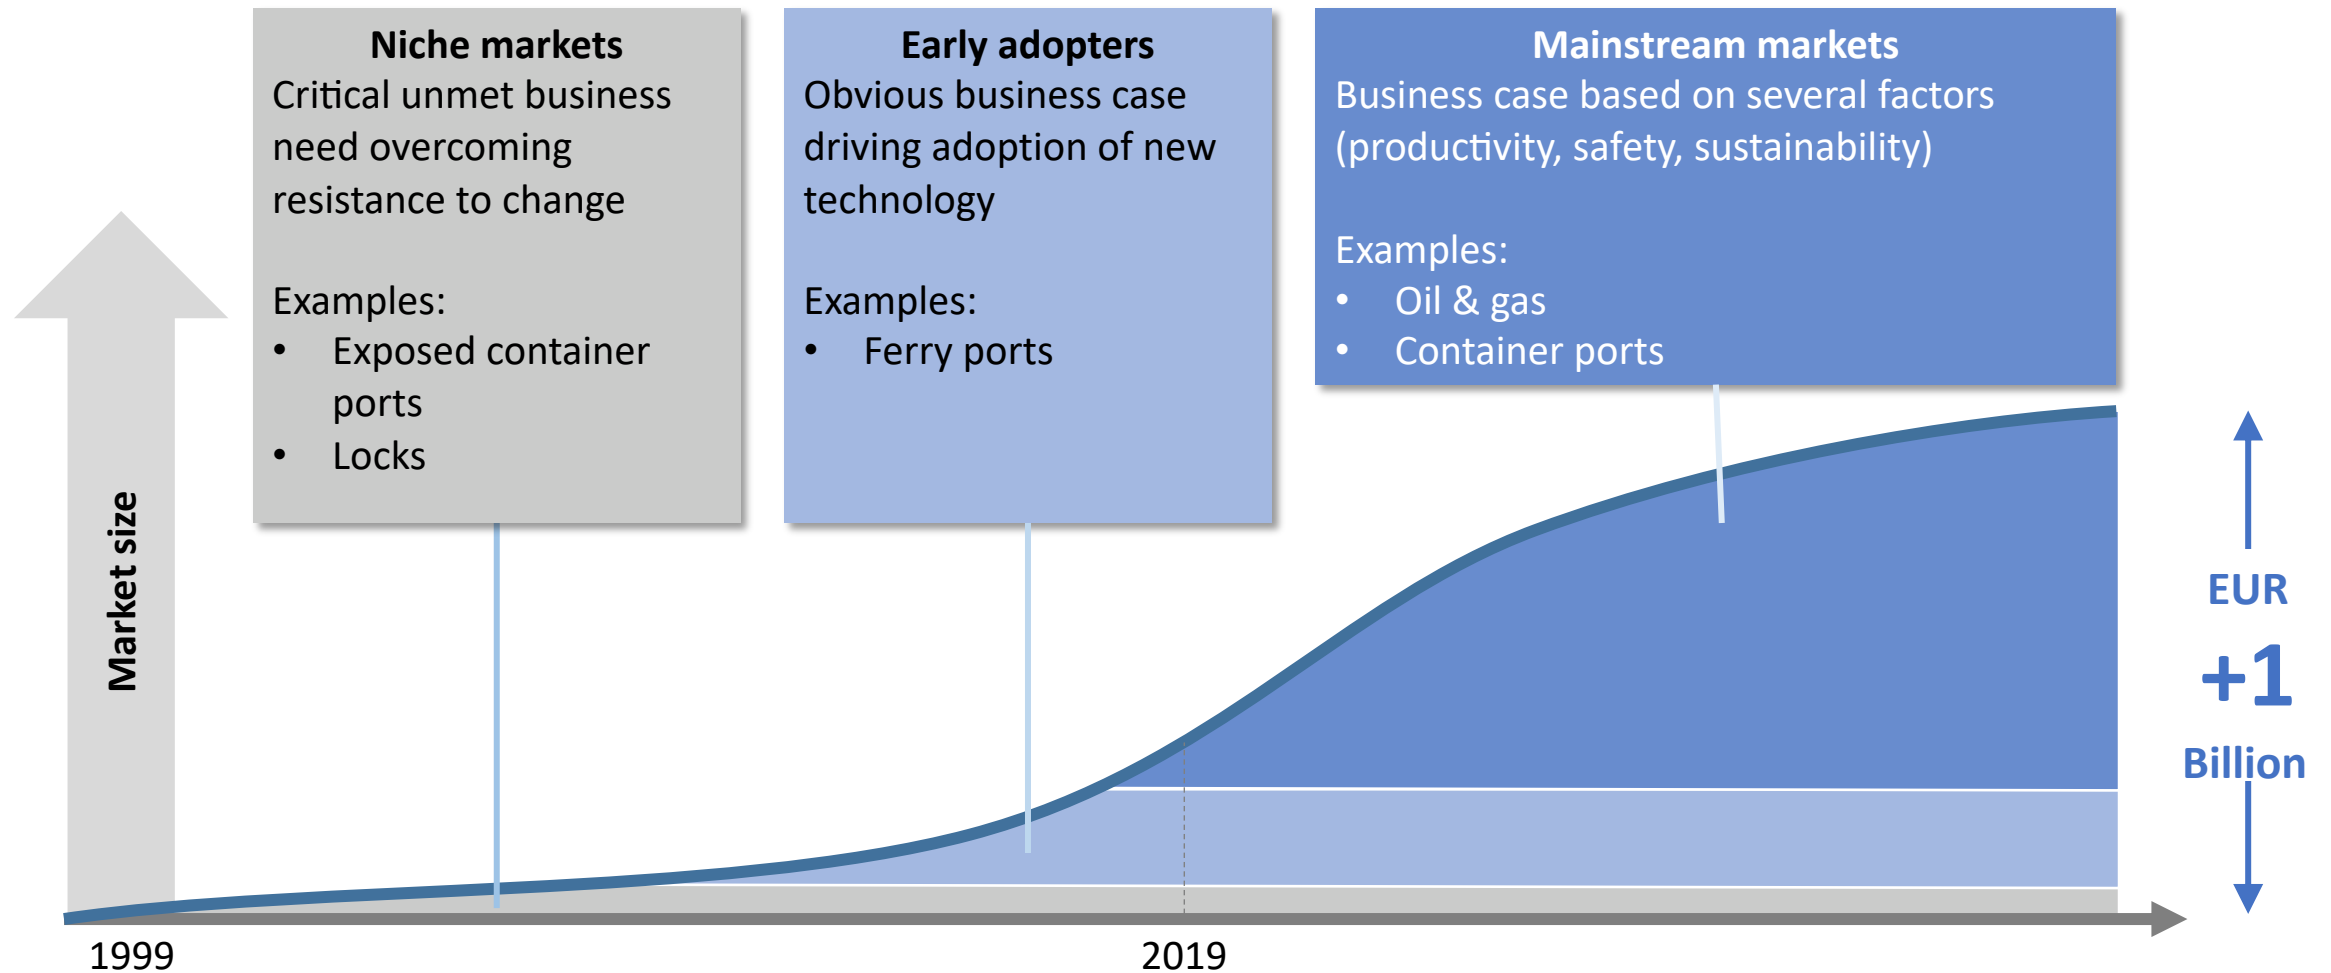 Niche markets
Critical unmet business
need overcoming
resistance to change
Examples:
• Exposed container
ports
• Locks
Early adopters
Obvious business case
driving adoption of new
technology
Examples:
• Ferry ports
Mainstream markets
Business case based on several factors
(productivity, safety, sustainability)
Examples:
• Oil & gas
• Container ports
Market size
EUR
+1
Billion
1999
2019